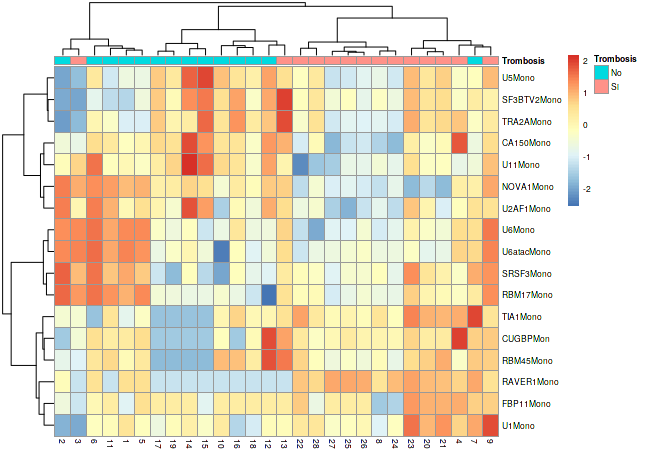 Trombosis
U5Mono
SF3BTV2Mono
TRA2AMono
CA150Mono
U11Mono
NOVA1Mono
U2AF1Mono
U6Mono
U6atacMono
SRSF3Mono
RBM17Mono
TIA1Mono
CUGBPMon
RBM45Mono
RAVER1Mono
FBP11Mono
U1Mono
2 3 6 11 1 5 17 19 14 15 10 16 18 12 13 22 28 27 25 26 8 24 23 20 21 4 7 9
2
1
0
-1
-2
Trombosis
No
SI